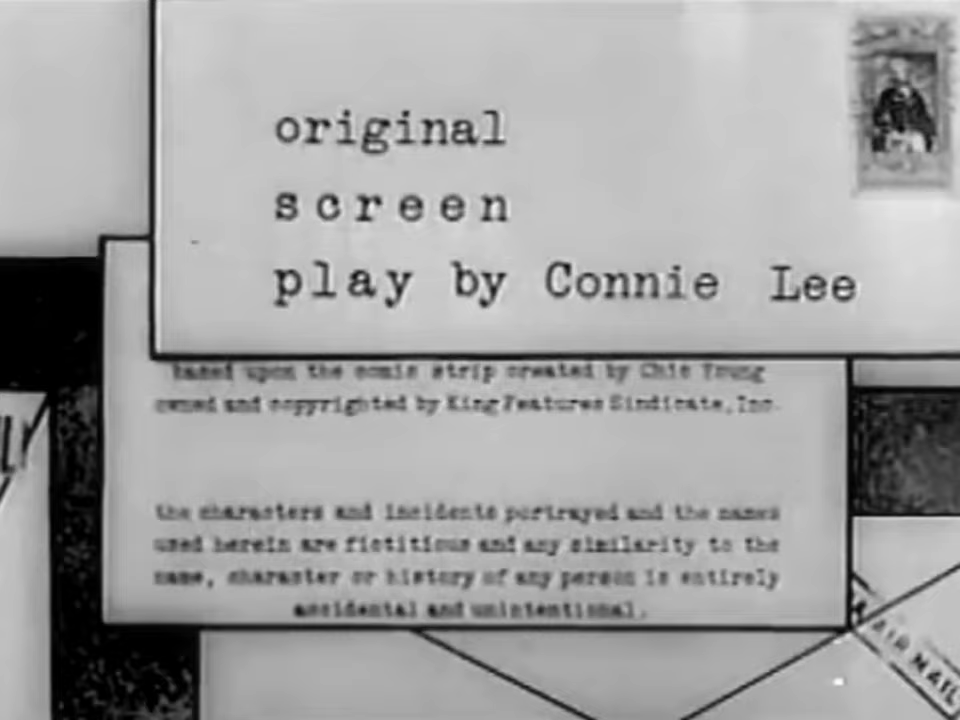 original
screen
play by Connie Lee
based upon the comic strip created by Chic Young
owned and copyrighted by King Features Sindicate, Inc.
the characters and incidents portrayed and the names
used herein are fictitious and any similarity to the
name, character or history of any person is entirely
accidental and unintentional.
AIR MAIL